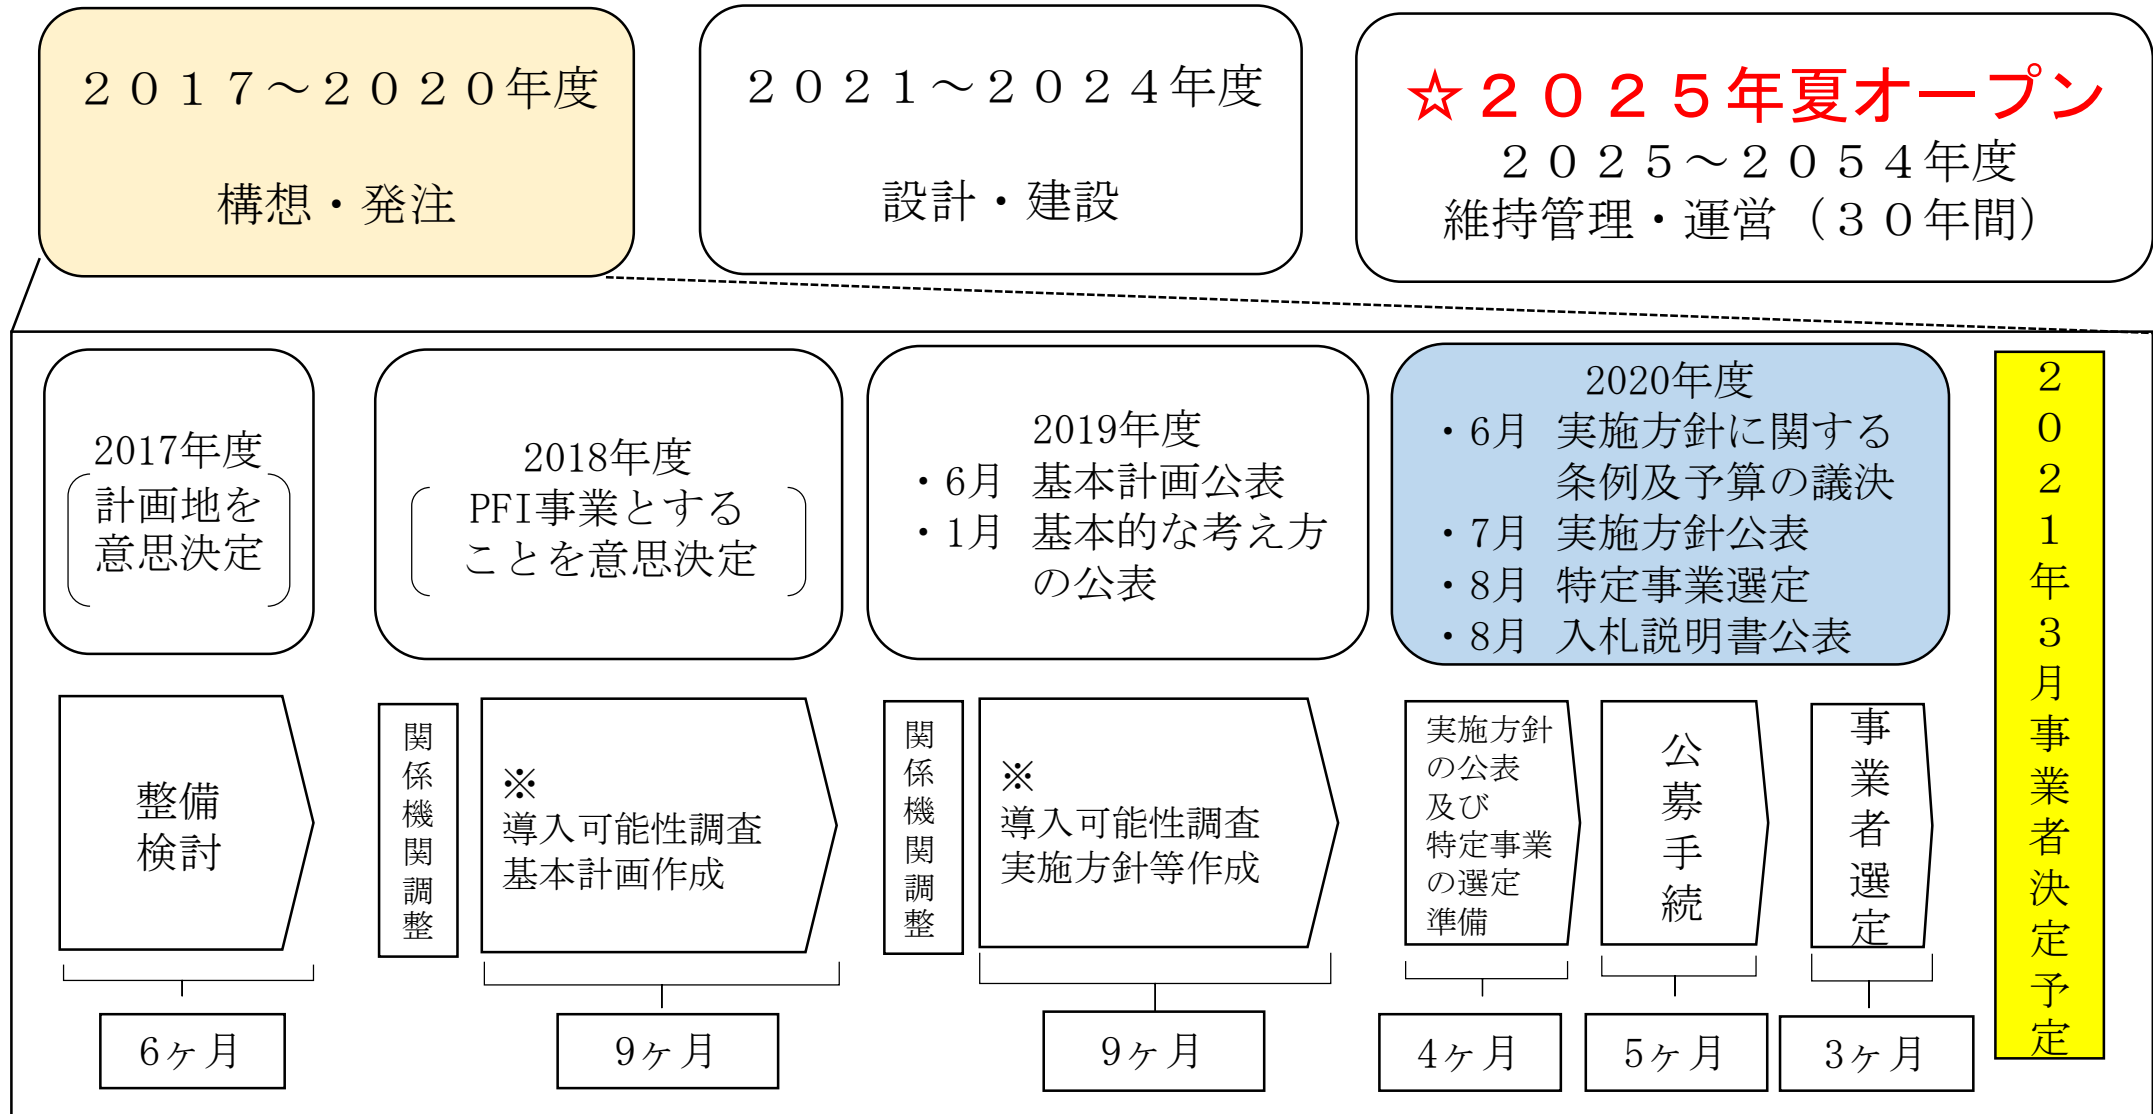 ２０１７～２０２０年度
構想・発注
２０２１～２０２４年度
設計・建設
☆２０２５年夏オープン
２０２５～２０５４年度
維持管理・運営（３０年間）
2017年度
計画地を
意思決定
2018年度
PFI事業とする
ことを意思決定
2019年度
・6月 基本計画公表
・1月 基本的な考え方
の公表
2020年度
・6月 実施方針に関する
条例及予算の議決
・7月 実施方針公表
・8月 特定事業選定
・8月 入札説明書公表
２０２１年３月事業者決定予定
整備
検討
関係機関調整
※
導入可能性調査
基本計画作成
関係機関調整
※
導入可能性調査
実施方針等作成
実施方針
の公表
及び
特定事業
の選定
準備
公募手続
事業者選定
6ヶ月
9ヶ月
9ヶ月
4ヶ月
5ヶ月
3ヶ月